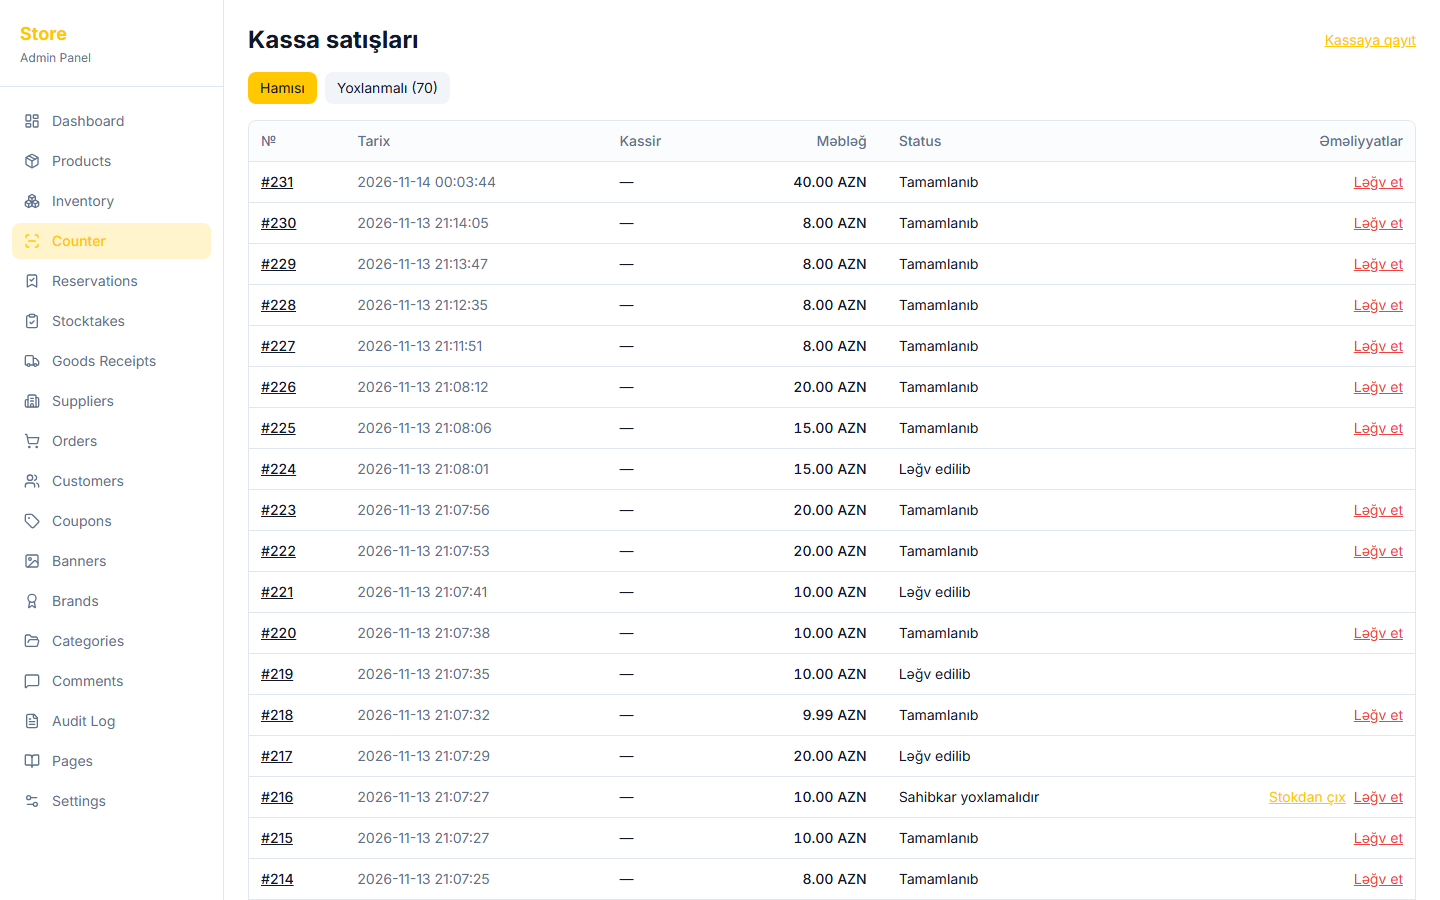 Store
Admin Panel
Dashboard
Products
Inventory
Counter
Reservations
Stocktakes
Goods Receipts
Suppliers
Orders
Customers
Coupons
Banners
Brands
Categories
Comments
Audit Log
Pages
Settings
Kassa satışları
Kassaya qayıt
Hamısı Yoxlanmalı (70)
№ Tarix Kassir Məbləğ Status Əməliyyatlar
#231 2026-11-14 00:03:44 — 40.00 AZN Tamamlanıb Ləğv et
#230 2026-11-13 21:14:05 — 8.00 AZN Tamamlanıb Ləğv et
#229 2026-11-13 21:13:47 — 8.00 AZN Tamamlanıb Ləğv et
#228 2026-11-13 21:12:35 — 8.00 AZN Tamamlanıb Ləğv et
#227 2026-11-13 21:11:51 — 8.00 AZN Tamamlanıb Ləğv et
#226 2026-11-13 21:08:12 — 20.00 AZN Tamamlanıb Ləğv et
#225 2026-11-13 21:08:06 — 15.00 AZN Tamamlanıb Ləğv et
#224 2026-11-13 21:08:01 — 15.00 AZN Ləğv edilib
#223 2026-11-13 21:07:56 — 20.00 AZN Tamamlanıb Ləğv et
#222 2026-11-13 21:07:53 — 20.00 AZN Tamamlanıb Ləğv et
#221 2026-11-13 21:07:41 — 10.00 AZN Ləğv edilib
#220 2026-11-13 21:07:38 — 10.00 AZN Tamamlanıb Ləğv et
#219 2026-11-13 21:07:35 — 10.00 AZN Ləğv edilib
#218 2026-11-13 21:07:32 — 9.99 AZN Tamamlanıb Ləğv et
#217 2026-11-13 21:07:29 — 20.00 AZN Ləğv edilib
#216 2026-11-13 21:07:27 — 10.00 AZN Sahibkar yoxlamalıdır Stokdan çıx Ləğv et
#215 2026-11-13 21:07:27 — 10.00 AZN Tamamlanıb Ləğv et
#214 2026-11-13 21:07:25 — 8.00 AZN Tamamlanıb Ləğv et